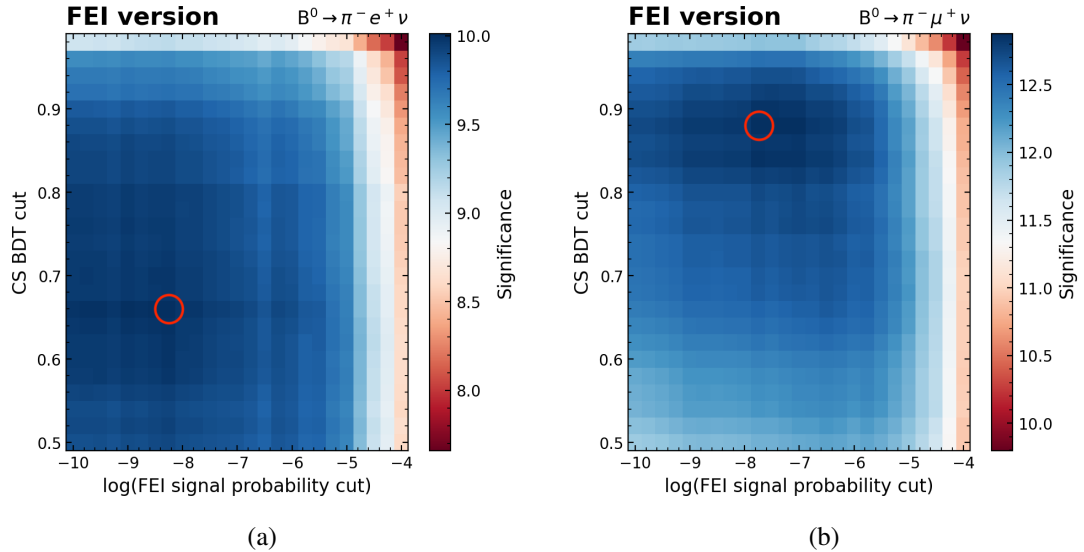 FEI version
B⁰ → π⁻ e⁺ ν
10.0
9.5
9.0
8.5
8.0
Significance
CS BDT cut
0.9
0.8
0.7
0.6
0.5
−10 −9 −8 −7 −6 −5 −4
log(FEI signal probability cut)
(a)
FEI version
B⁰ → π⁻ μ⁺ ν
12.5
12.0
11.5
11.0
10.5
10.0
Significance
CS BDT cut
0.9
0.8
0.7
0.6
0.5
−10 −9 −8 −7 −6 −5 −4
log(FEI signal probability cut)
(b)